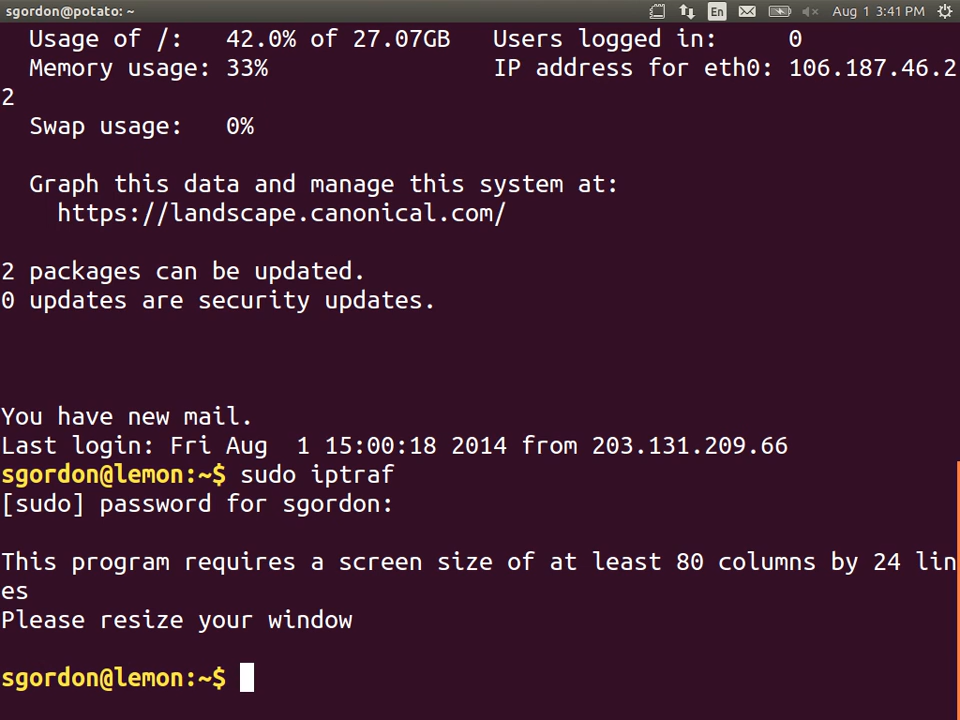 sgordon@potato: ~ En Aug 1 3:41 PM
Usage of /: 42.0% of 27.07GB Users logged in: 0
Memory usage: 33% IP address for eth0: 106.187.46.2
2
Swap usage: 0%
Graph this data and manage this system at:
https://landscape.canonical.com/
2 packages can be updated.
0 updates are security updates.
You have new mail.
Last login: Fri Aug 1 15:00:18 2014 from 203.131.209.66
sgordon@lemon:~$ sudo iptraf
[sudo] password for sgordon:
This program requires a screen size of at least 80 columns by 24 lin
es
Please resize your window
sgordon@lemon:~$